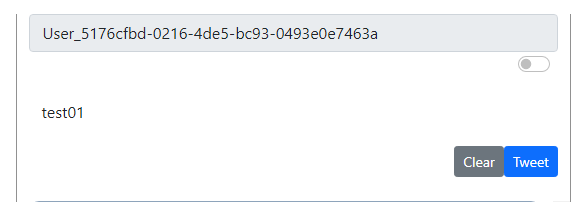 User_5176cfbd-0216-4de5-bc93-0493e0e7463a
test01
Clear Tweet